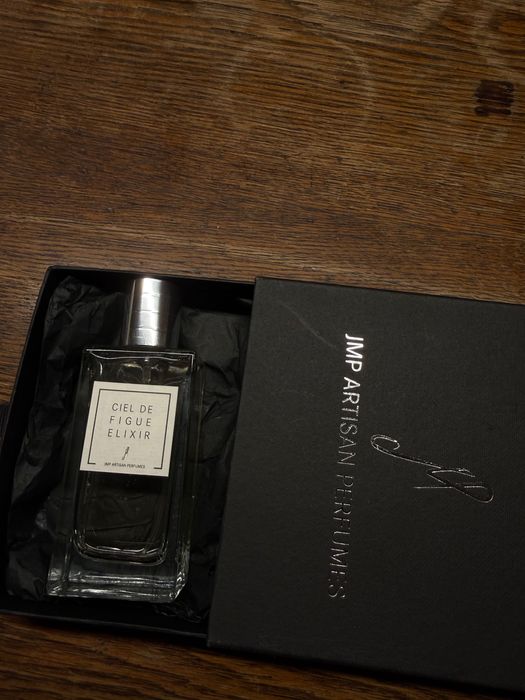 CIEL DE
FIGUE
ELIXIR
JMP ARTISAN PERFUMES
JMP ARTISAN PERFUMES